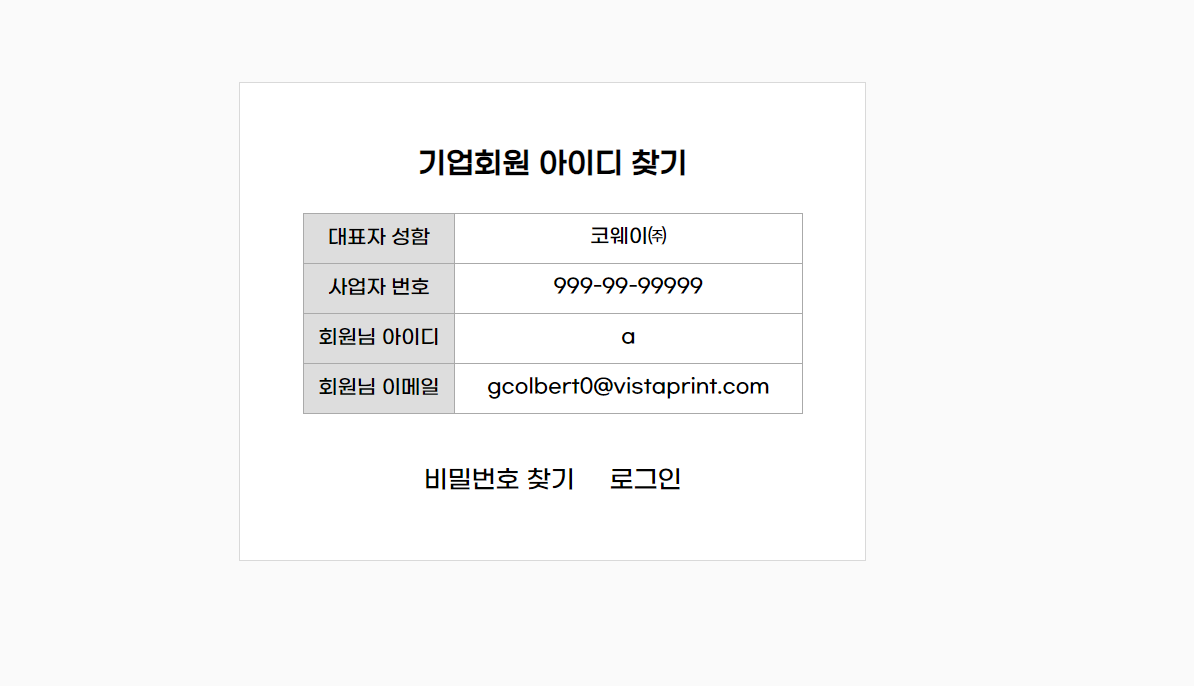 기업회원 아이디 찾기
대표자 성함 코웨이㈜
사업자 번호 999-99-99999
회원님 아이디 a
회원님 이메일 gcolbert0@vistaprint.com
비밀번호 찾기 로그인